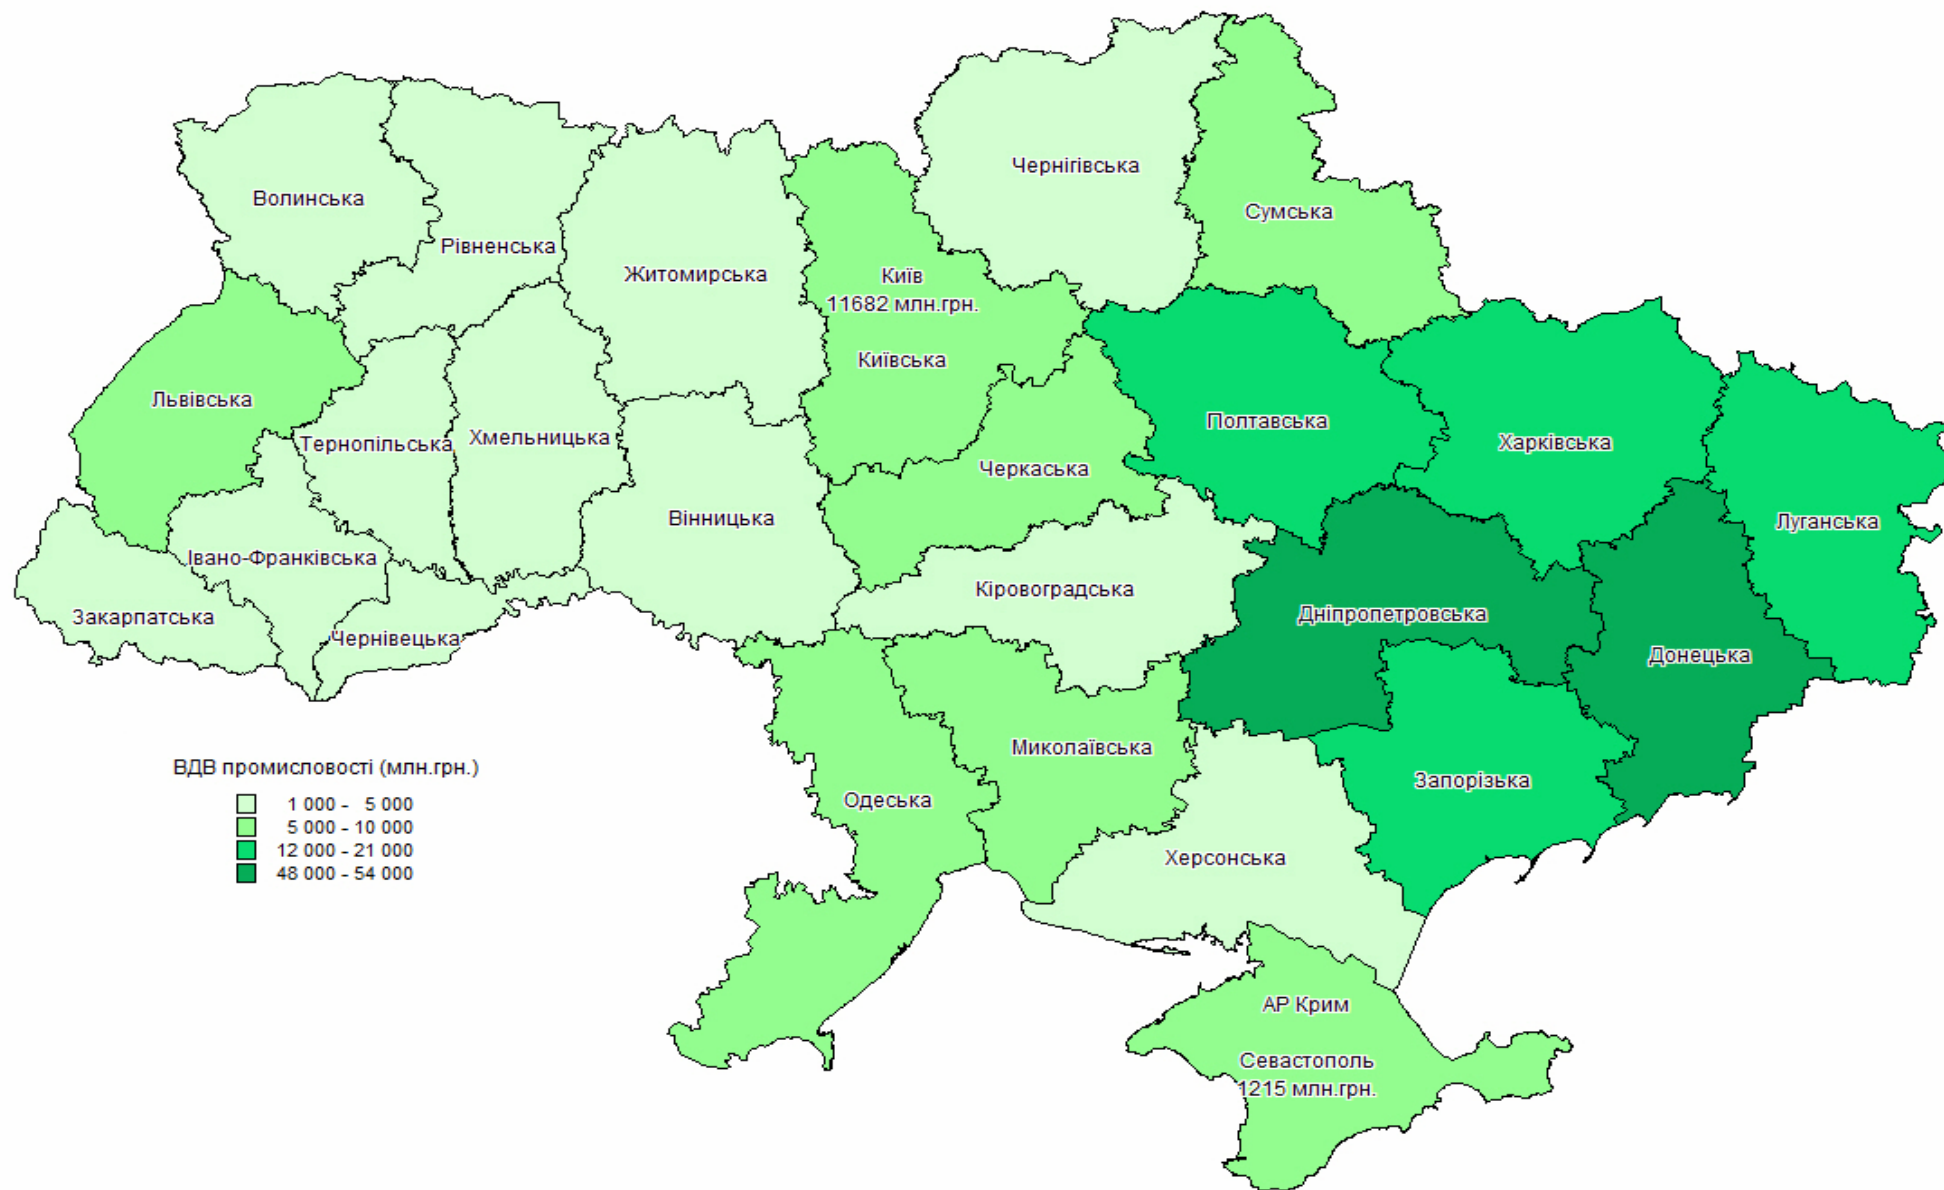 Чернігівська
Волинська
Сумська
Рівненська
Житомирська
Київ
11682 млн.грн.
Київська
Львівська
Полтавська
Тернопільська
Хмельницька
Харківська
Черкаська
Вінницька
Луганська
Івано-Франківська
Кіровоградська
Закарпатська
Дніпропетровська
Чернівецька
Донецька
Миколаївська
ВДВ промисловості (млн.грн.)
1 000 - 5 000
5 000 - 10 000
12 000 - 21 000
48 000 - 54 000
Запорізька
Одеська
Херсонська
АР Крим
Севастополь
1215 млн.грн.